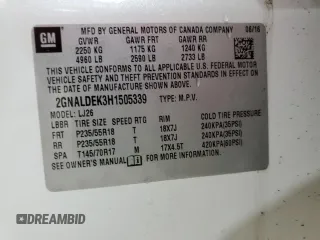 GM
MFD BY GENERAL MOTORS OF CANADA COMPANY 08/16
GVWR GAWR FRT GAWR RR
2250 KG 1175 KG 1240 KG
4960 LB 2590 LB 2733 LB
THIS VEHICLE CONFORMS TO ALL APPLICABLE U.S. FEDERAL MOTOR VEHICLE SAFETY, BUMPER, AND THEFT PREVENTION STANDARDS IN EFFECT ON THE DATE OF MANUFACTURE SHOWN ABOVE.
2GNALDEK3H1505339 TYPE: M.P.V.
MODEL: LJ26
LBBR TIRE SIZE SPEED RTG RIM COLD TIRE PRESSURE
FRT P235/55R18 T 18X7J 240KPA(35PSI)
RR P235/55R18 T 18X7J 240KPA(35PSI)
SPA T145/70R17 M 17X4.5T 420KPA(60PSI)
SEE OWNER'S MANUAL FOR ADDITIONAL INFORMATION.
DREAMBID